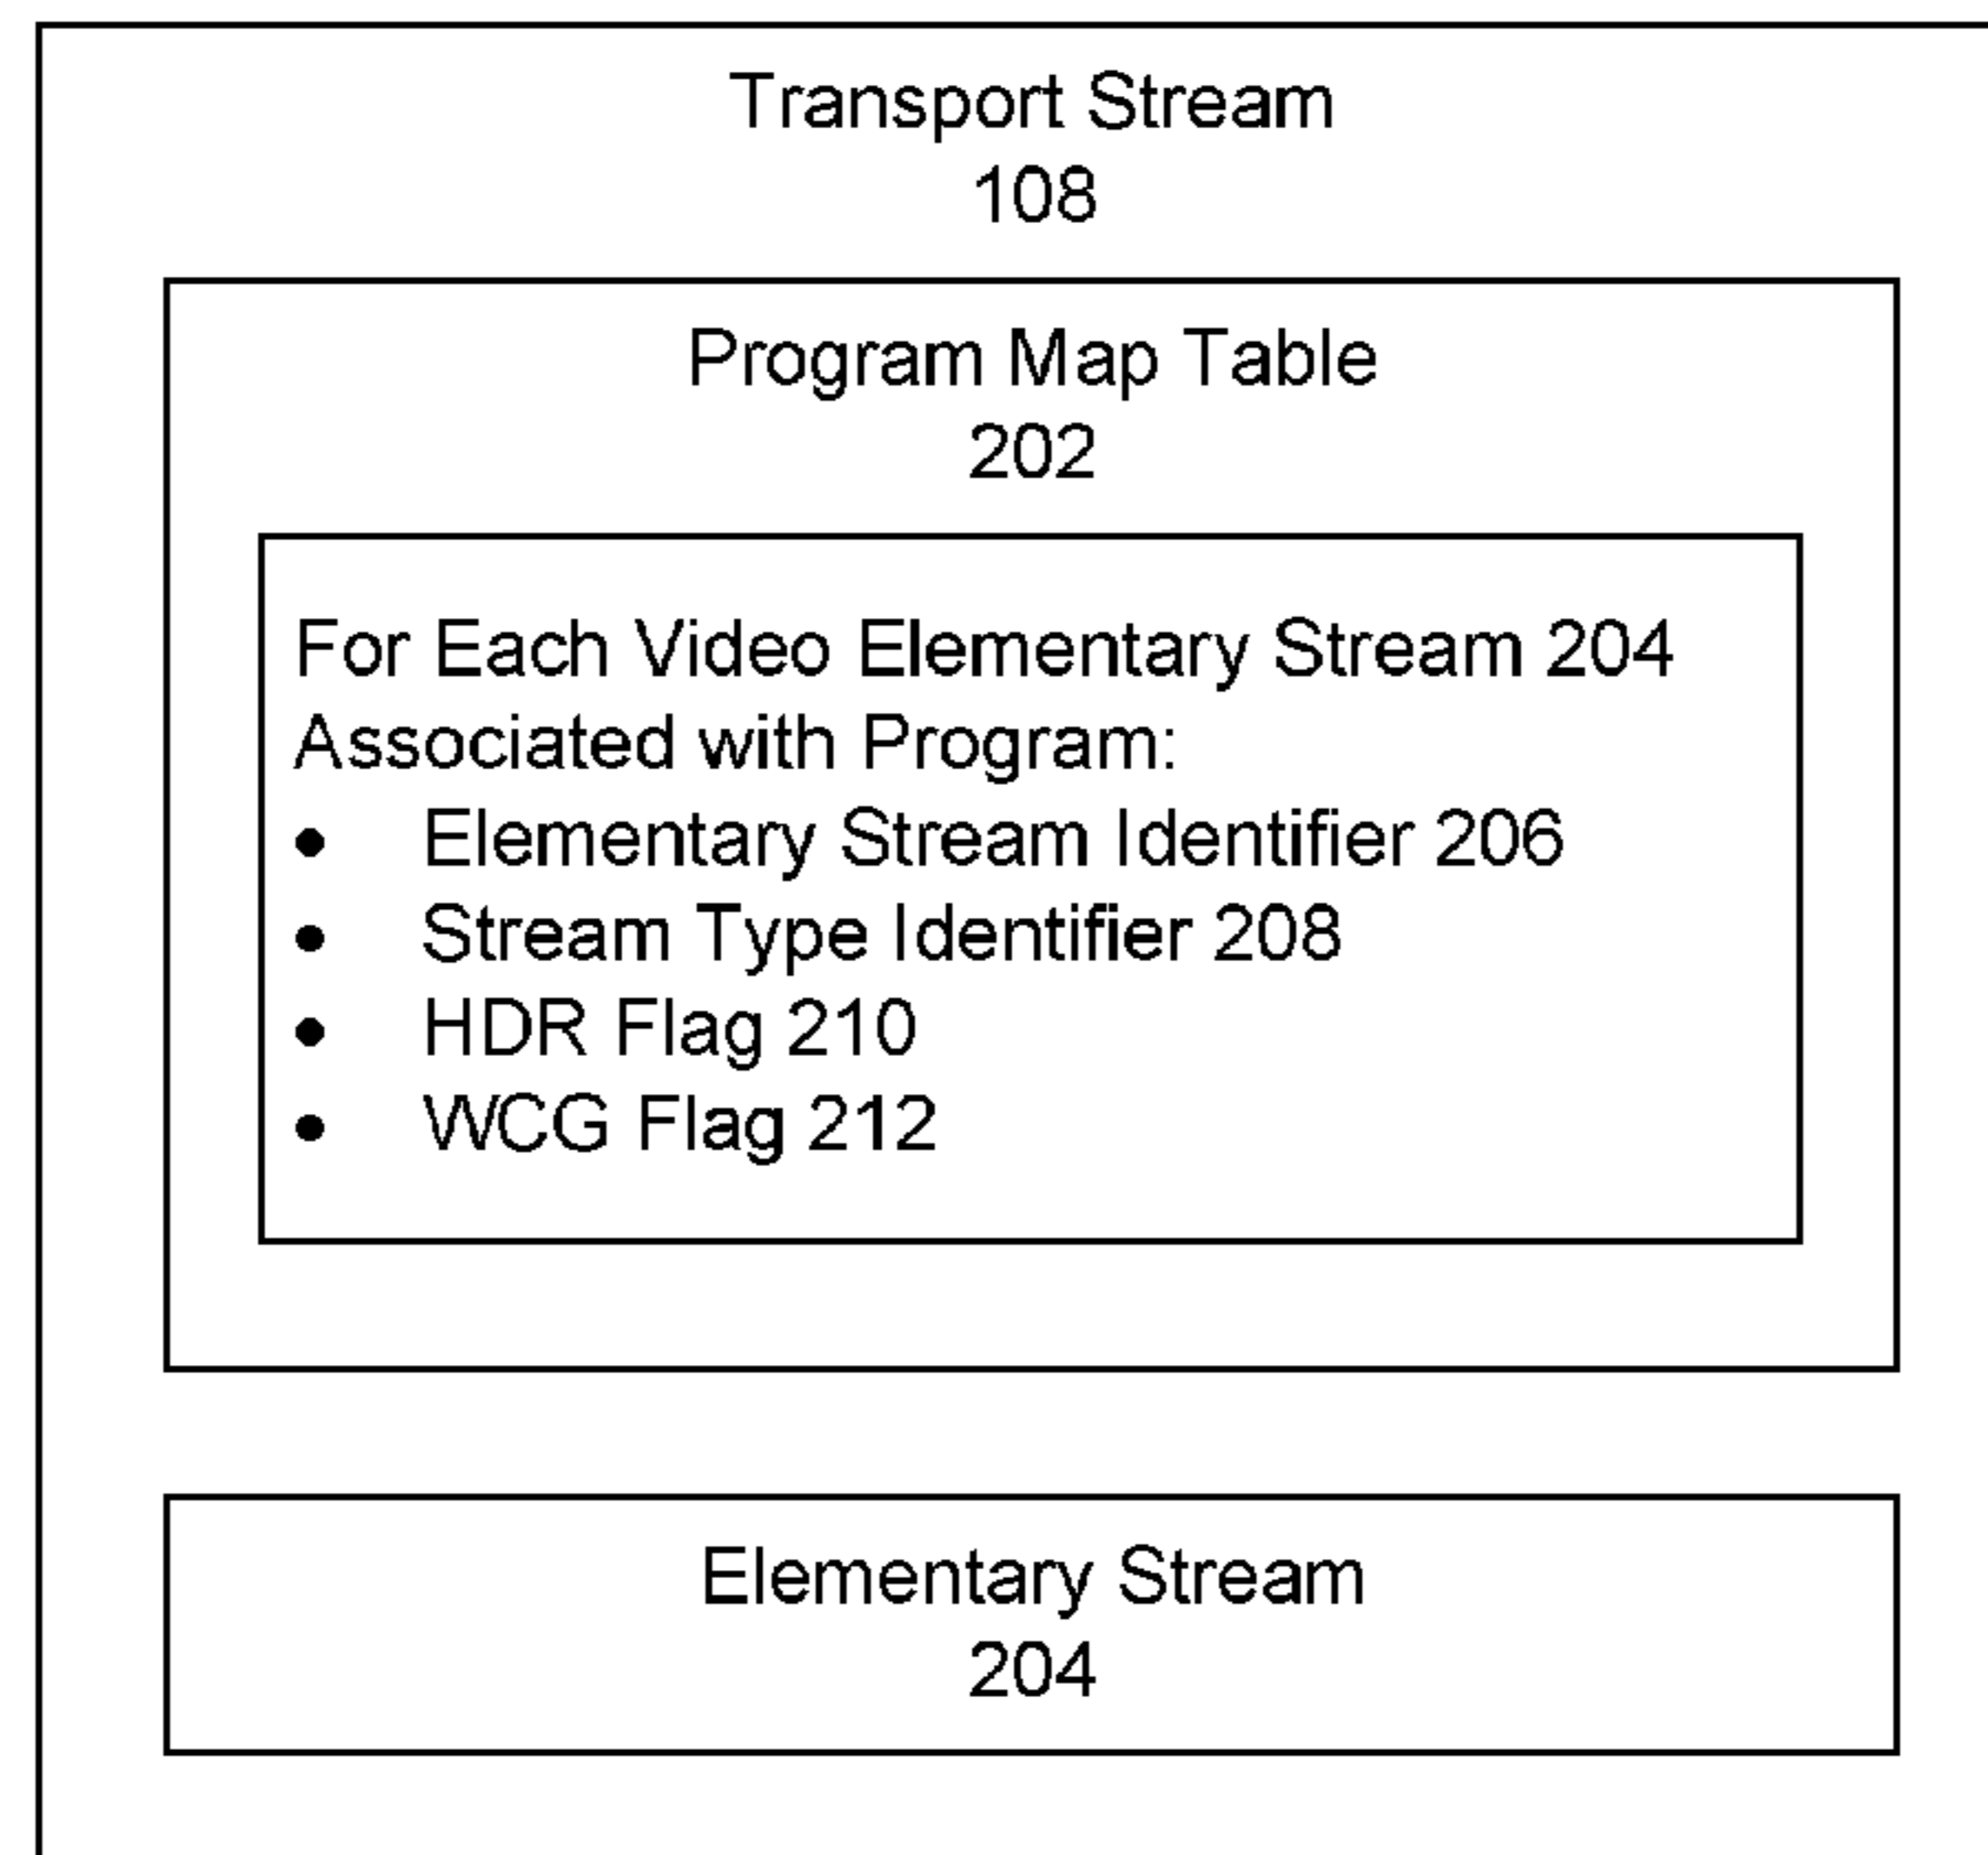 Transport Stream
108
Program Map Table
202
For Each Video Elementary Stream 204
Associated with Program:
• Elementary Stream Identifier 206
• Stream Type Identifier 208
• HDR Flag 210
• WCG Flag 212
Elementary Stream
204